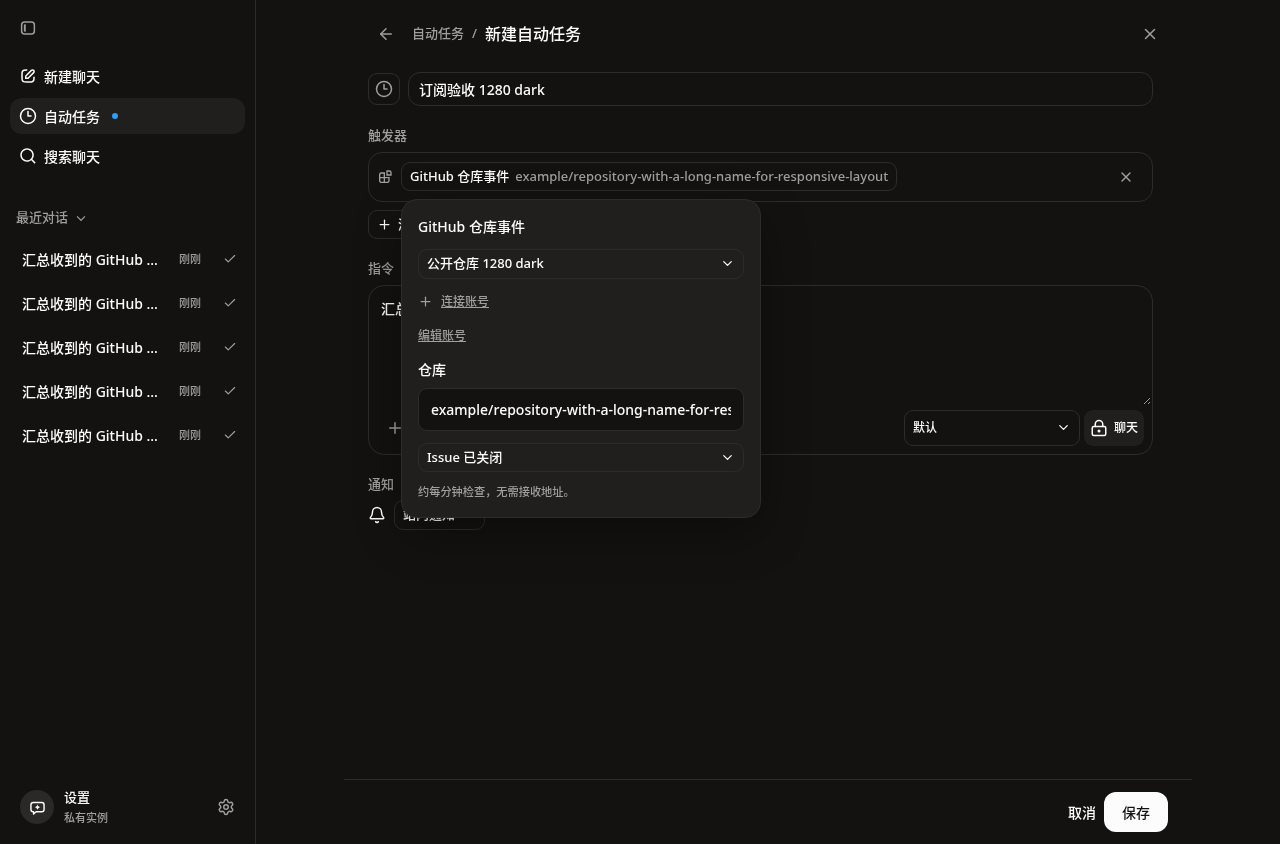 自动任务 / 新建自动任务
新建聊天
自动任务
搜索聊天
最近对话
汇总收到的 GitHub ... 刚刚
汇总收到的 GitHub ... 刚刚
汇总收到的 GitHub ... 刚刚
汇总收到的 GitHub ... 刚刚
汇总收到的 GitHub ... 刚刚
设置
私有实例
订阅验收 1280 dark
触发器
GitHub 仓库事件 example/repository-with-a-long-name-for-responsive-layout
GitHub 仓库事件
公开仓库 1280 dark
连接账号
编辑账号
仓库
example/repository-with-a-long-name-for-res
Issue 已关闭
约每分钟检查，无需接收地址。
指令
汇总
默认
聊天
通知
站内通知
取消
保存